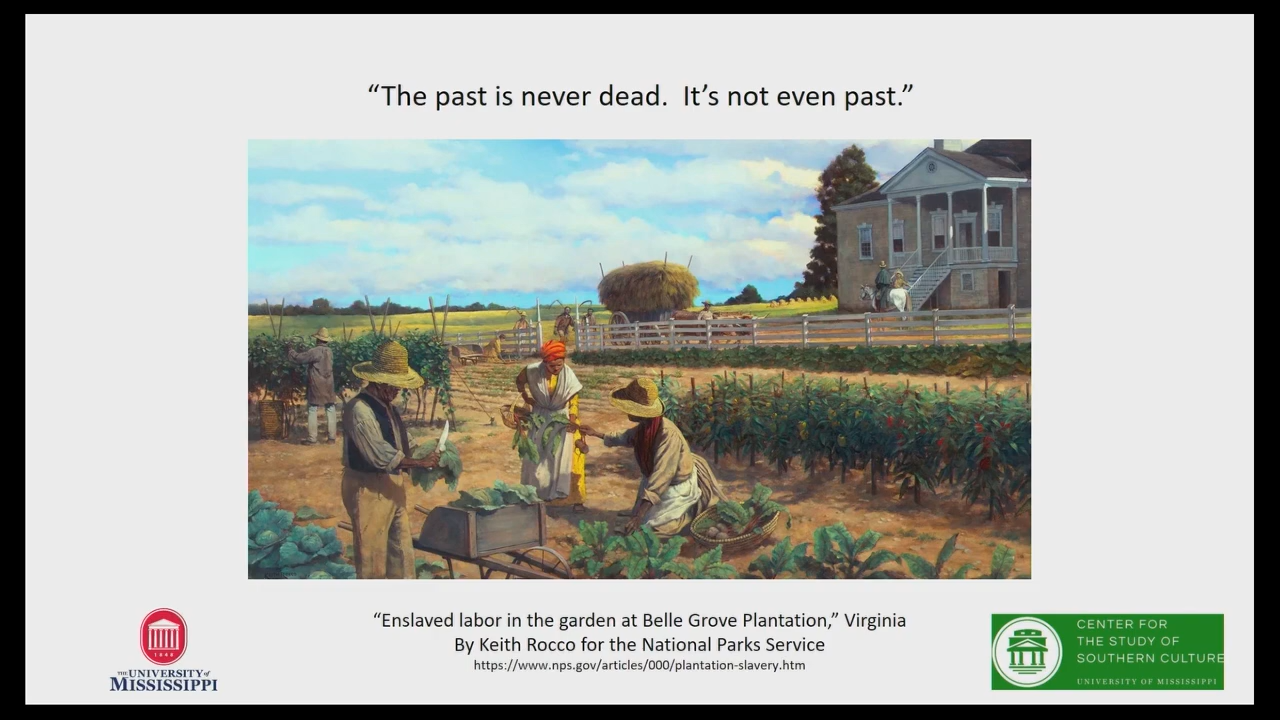 “The past is never dead.  It’s not even past.”
“Enslaved labor in the garden at Belle Grove Plantation,” Virginia
By Keith Rocco for the National Parks Service
https://www.nps.gov/articles/000/plantation-slavery.htm
1848
THE UNIVERSITY of
MISSISSIPPI
CENTER FOR
THE STUDY OF
SOUTHERN CULTURE
UNIVERSITY OF MISSISSIPPI